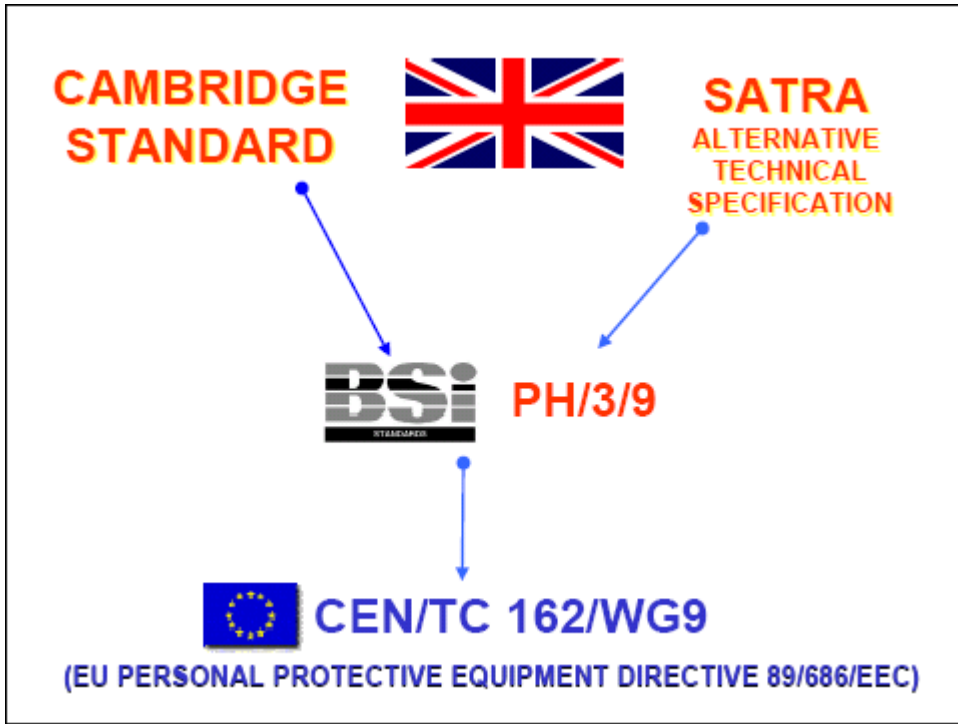 CAMBRIDGE
STANDARD
SATRA
ALTERNATIVE
TECHNICAL
SPECIFICATION
BSi
STANDARDS
PH/3/9
CEN/TC 162/WG9
(EU PERSONAL PROTECTIVE EQUIPMENT DIRECTIVE 89/686/EEC)